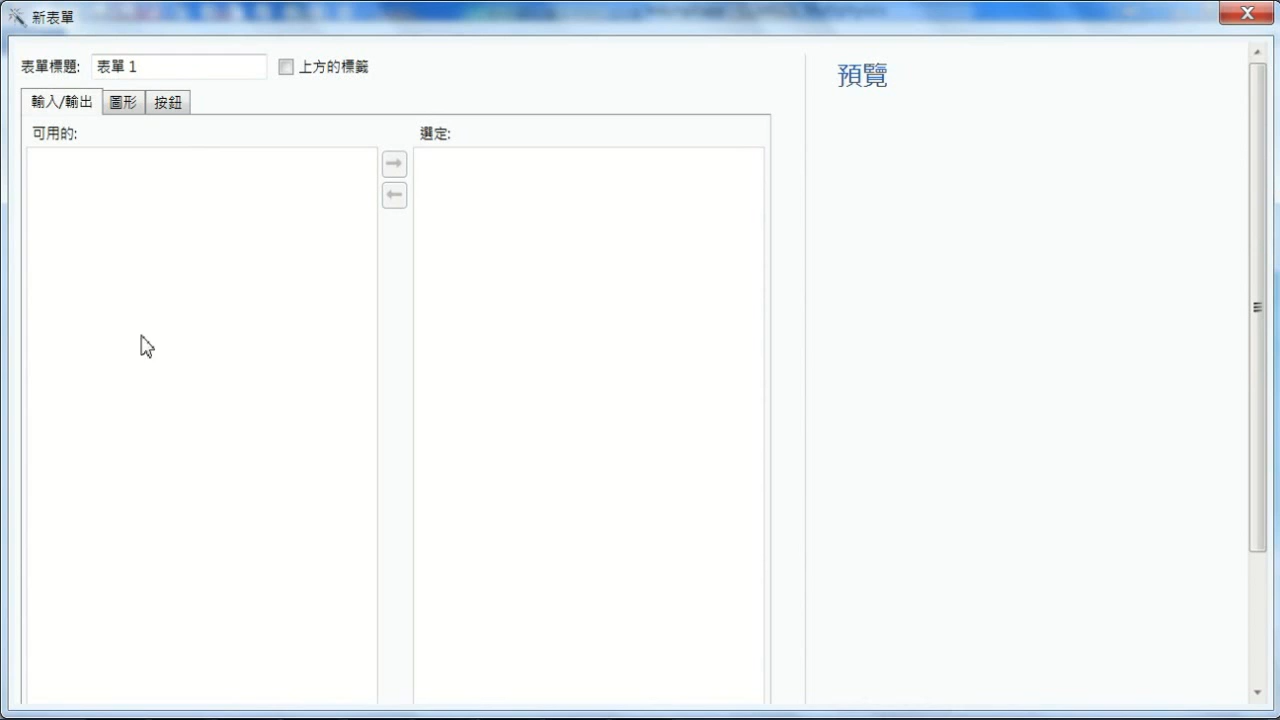 新表單
表單標題: 表單 1 上方的標籤
輸入/輸出 圖形 按鈕
可用的: 選定:
預覽